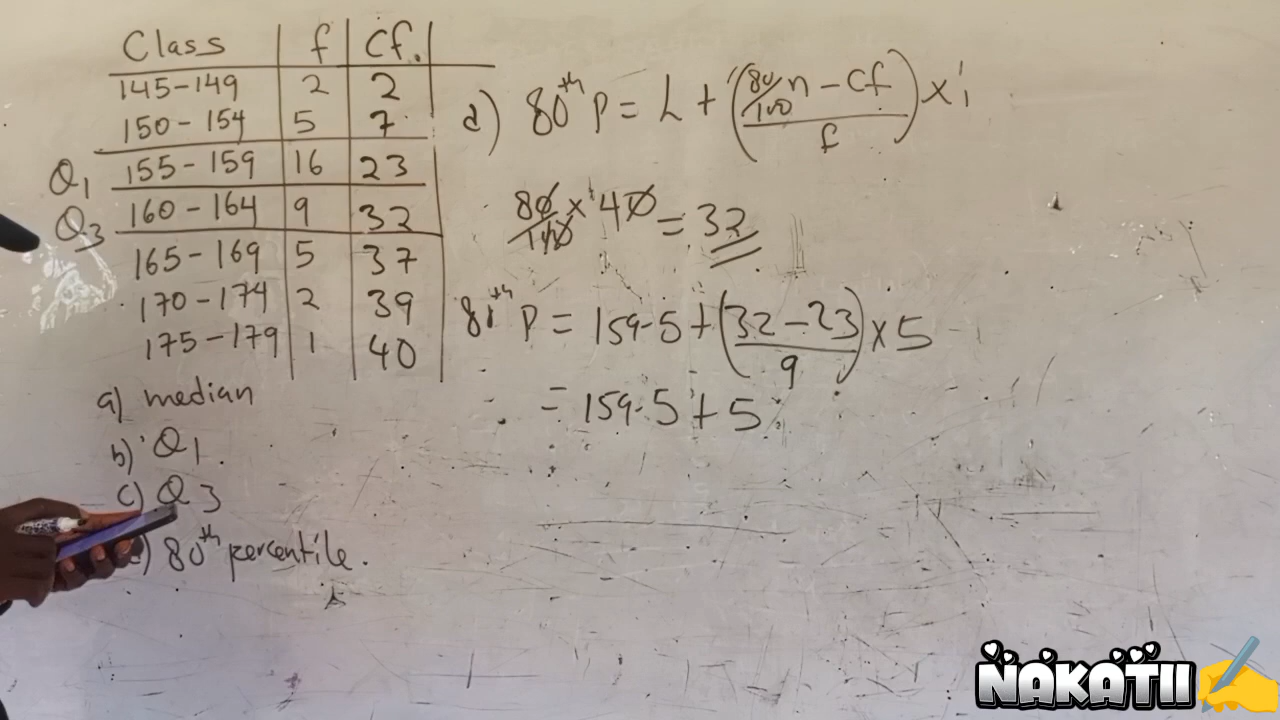 Class f Cf.
145-149 2 2
150-154 5 7
Q1 155-159 16 23
Q3 160-164 9 32
165-169 5 37
170-174 2 39
175-179 1 40
a) median
b) Q1.
c) Q3
) 80th percentile.
d) 80th P = L + (80/100 n - Cf / f) x i
80/100 x 40 = 32
80th P = 159.5 + (32 - 23 / 9) x 5
= 159.5 + 5
NAKATII